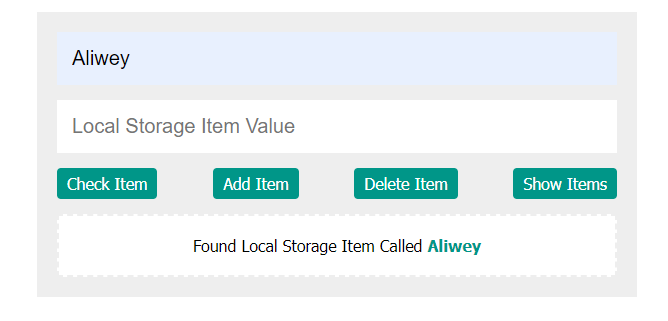 Aliwey
Local Storage Item Value
Check Item Add Item Delete Item Show Items
Found Local Storage Item Called Aliwey